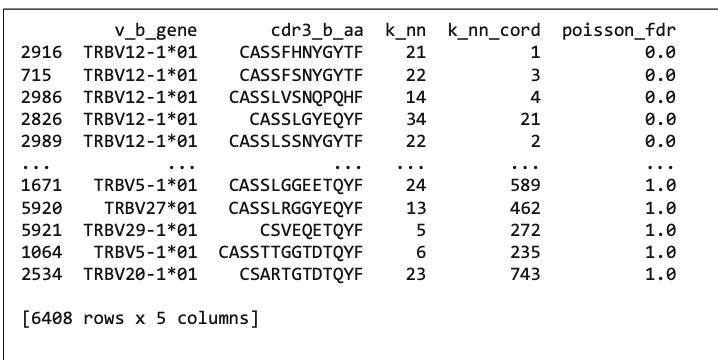 v_b_gene cdr3_b_aa k_nn k_nn_cord poisson_fdr
2916 TRBV12-1*01 CASSFHNYGYTF 21 1 0.0
715 TRBV12-1*01 CASSFSNYGYTF 22 3 0.0
2986 TRBV12-1*01 CASSLVSNQPQHF 14 4 0.0
2826 TRBV12-1*01 CASSLGYEQYF 34 21 0.0
2989 TRBV12-1*01 CASSLSSNYGYTF 22 2 0.0
... ... ... ... ... ...
1671 TRBV5-1*01 CASSLGGEETQYF 24 589 1.0
5920 TRBV27*01 CASSLRGGYEQYF 13 462 1.0
5921 TRBV29-1*01 CSVEQETQYF 5 272 1.0
1064 TRBV5-1*01 CASSTTGGTDTQYF 6 235 1.0
2534 TRBV20-1*01 CSARTGTDTQYF 23 743 1.0
[6408 rows x 5 columns]